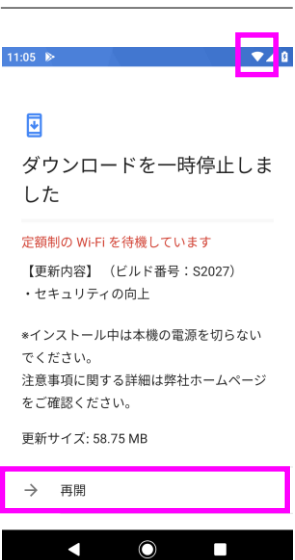 11:05
ダウンロードを一時停止しま
した
定額制の Wi-Fi を待機しています
【更新内容】（ビルド番号：S2027）
・セキュリティの向上
*インストール中は本機の電源を切らない
でください。
注意事項に関する詳細は弊社ホームページ
をご確認ください。
更新サイズ: 58.75 MB
→ 再開